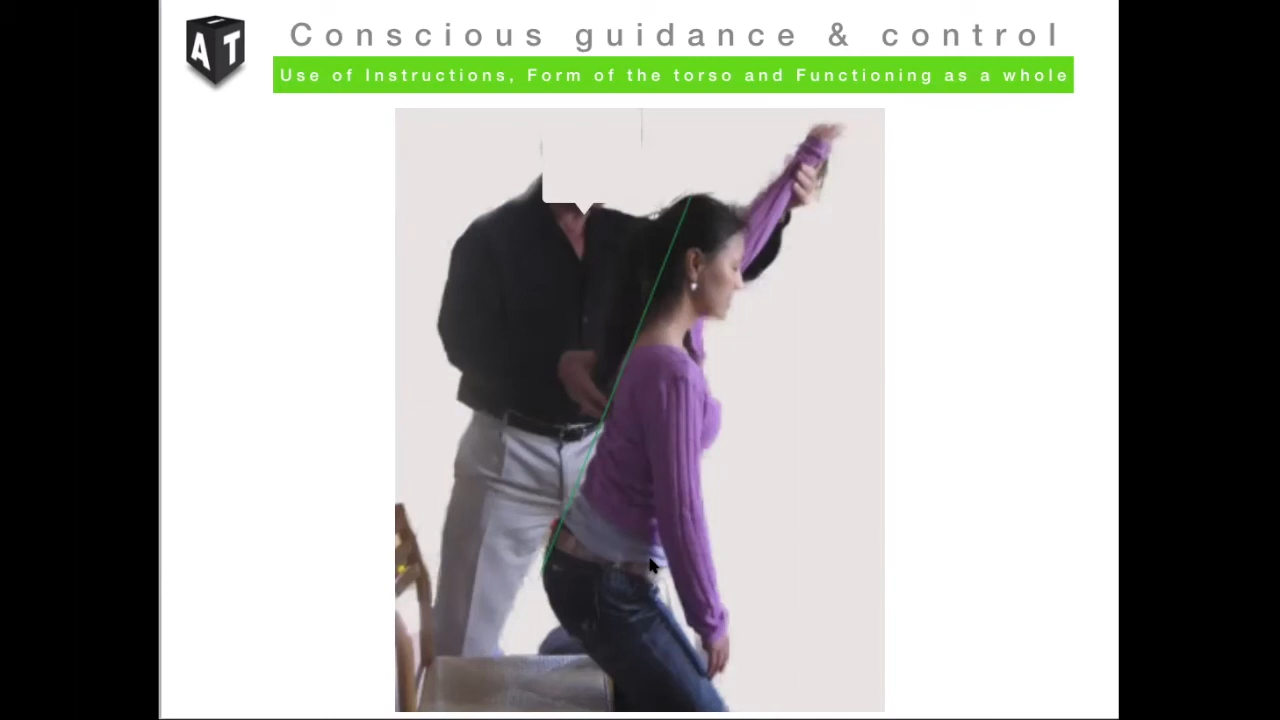 AT
Conscious guidance & control
Use of Instructions, Form of the torso and Functioning as a whole